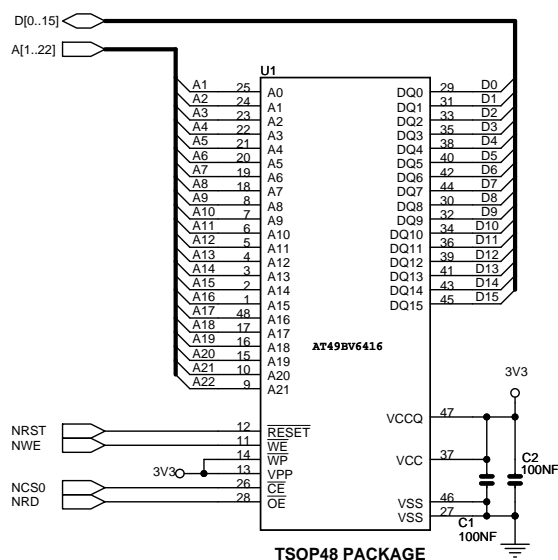 D[0..15]
A[1..22]
U1
A1 25 A0 DQ0 29 D0
A2 24 A1 DQ1 31 D1
A3 23 A2 DQ2 33 D2
A4 22 A3 DQ3 35 D3
A5 21 A4 DQ4 38 D4
A6 20 A5 DQ5 40 D5
A7 19 A6 DQ6 42 D6
A8 18 A7 DQ7 44 D7
A9 8 A8 DQ8 30 D8
A10 7 A9 DQ9 32 D9
A11 6 A10 DQ10 34 D10
A12 5 A11 DQ11 36 D11
A13 4 A12 DQ12 39 D12
A14 3 A13 DQ13 41 D13
A15 2 A14 DQ14 43 D14
A16 1 A15 DQ15 45 D15
A17 48 A16
A18 17 A17
A19 16 A18
A20 15 A19
A21 10 A20
A22 9 A21
AT49BV6416
3V3
VCCQ 47
NRST 12 RESET
NWE 11 WE
14 WP
3V3 13 VPP
NCS0 26 CE
NRD 28 OE
VCC 37
C2
100NF
VSS 46
VSS 27
C1
100NF
TSOP48 PACKAGE